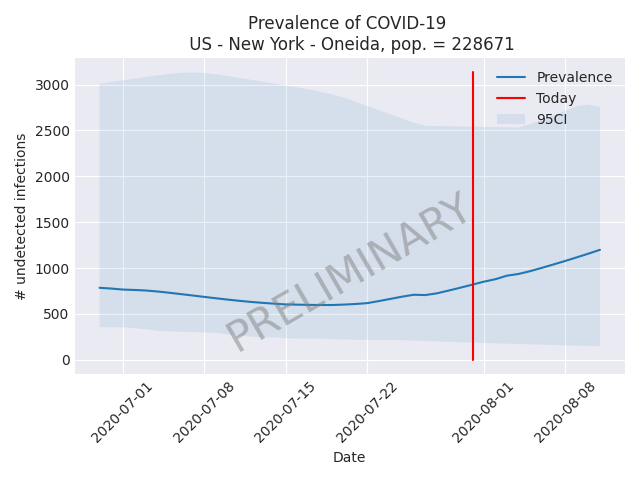 Prevalence of COVID-19
US - New York - Oneida, pop. = 228671
# undetected infections
3000
2500
2000
1500
1000
500
0
Prevalence
Today
95CI
PRELIMINARY
2020-07-01
2020-07-08
2020-07-15
2020-07-22
2020-08-01
2020-08-08
Date